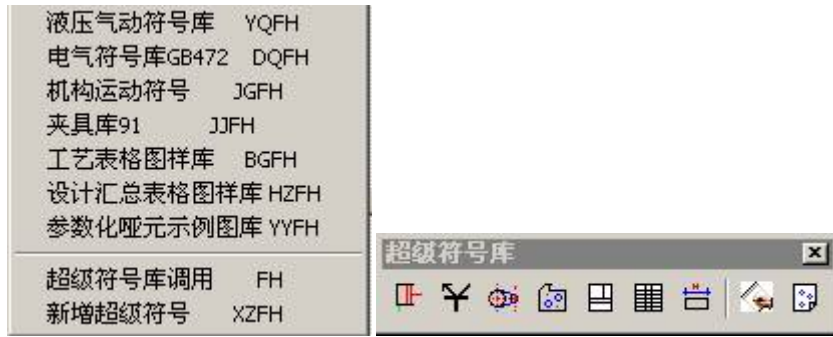 液压气动符号库 YQFH
电气符号库GB472 DQFH
机构运动符号 JGFH
夹具库91 JJFH
工艺表格图样库 BGFH
设计汇总表格图样库 HZFH
参数化哑元示例图库 YYFH
超级符号库调用 FH
新增超级符号 XZFH
超级符号库